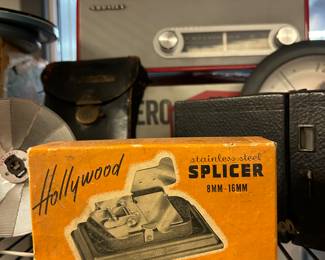 ERO
Hollywood
stainless steel
SPLICER
8MM-16MM